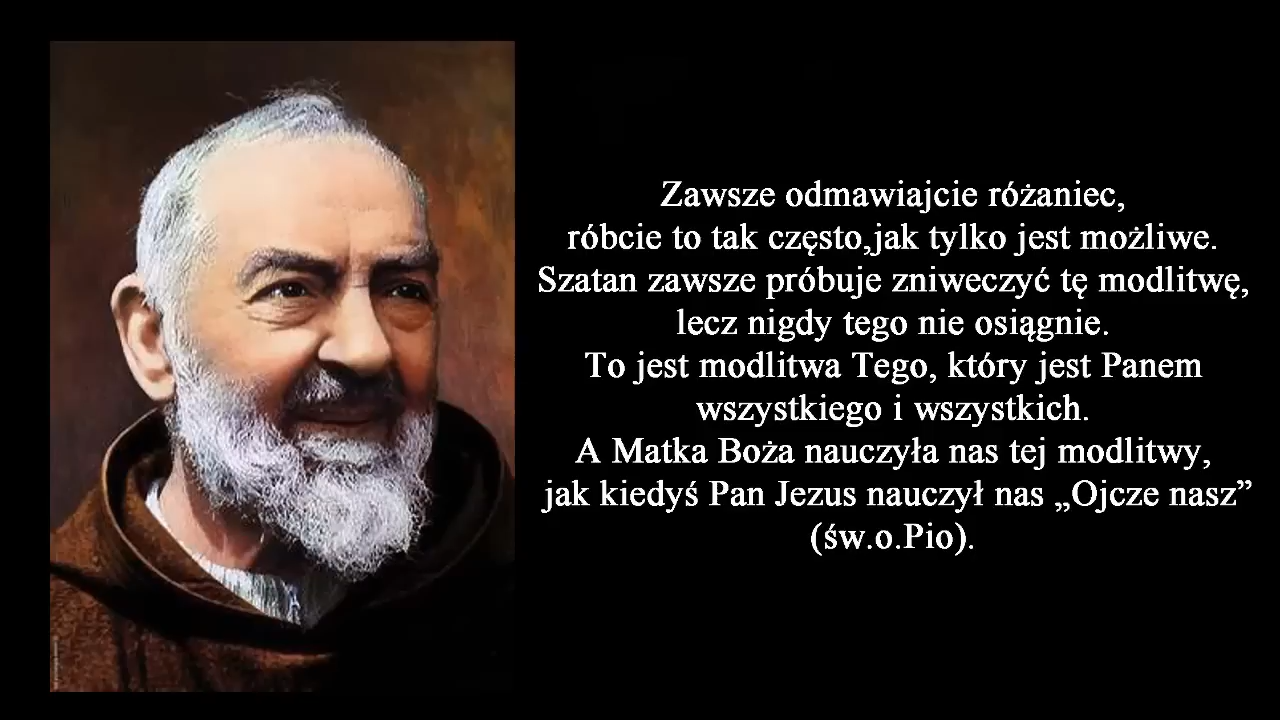 Zawsze odmawiajcie różaniec,
róbcie to tak często,jak tylko jest możliwe.
Szatan zawsze próbuje zniweczyć tę modlitwę,
lecz nigdy tego nie osiągnie.
To jest modlitwa Tego, który jest Panem
wszystkiego i wszystkich.
A Matka Boża nauczyła nas tej modlitwy,
jak kiedyś Pan Jezus nauczył nas „Ojcze nasz”
(św.o.Pio).